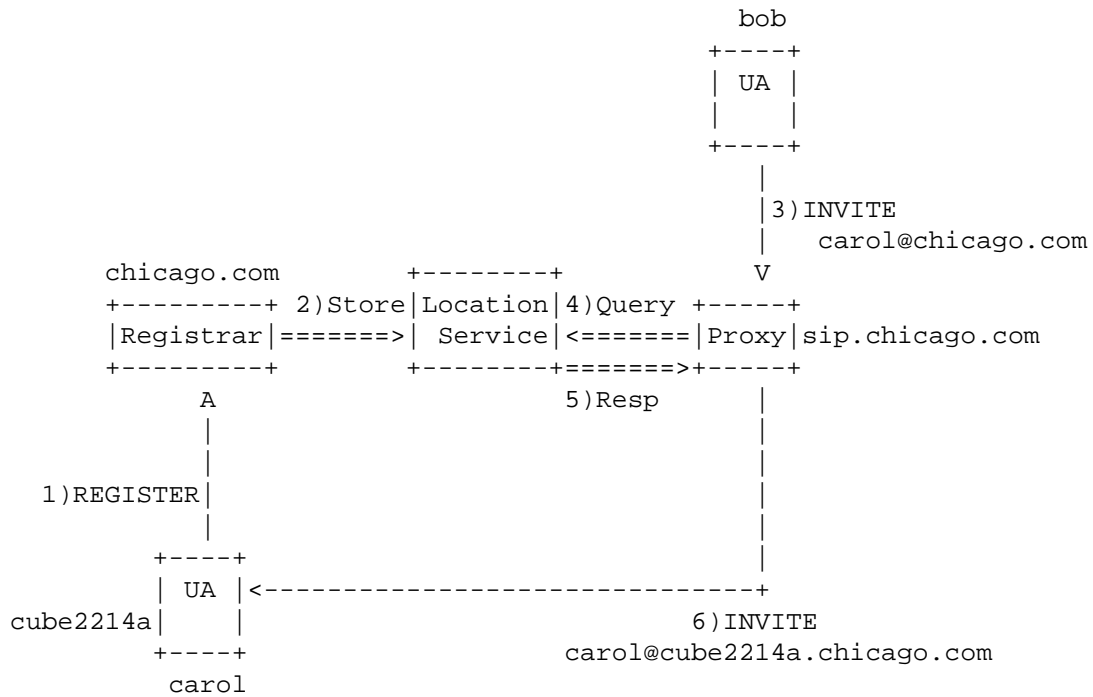 bob
                                               +----+
                                               | UA |
                                               |    |
                                               +----+
                                                  |
                                                  |3)INVITE
                                                  |   carol@chicago.com
       chicago.com        +--------+              V
       +---------+ 2)Store|Location|4)Query +-----+
       |Registrar|=======>| Service|<=======|Proxy|sip.chicago.com
       +---------+        +--------+=======>+-----+
             A                      5)Resp      |
             |                                  |
             |                                  |
   1)REGISTER|                                  |
             |                                  |
          +----+                                |
          | UA |<-------------------------------+
 cube2214a|    |                            6)INVITE
          +----+                    carol@cube2214a.chicago.com
           carol